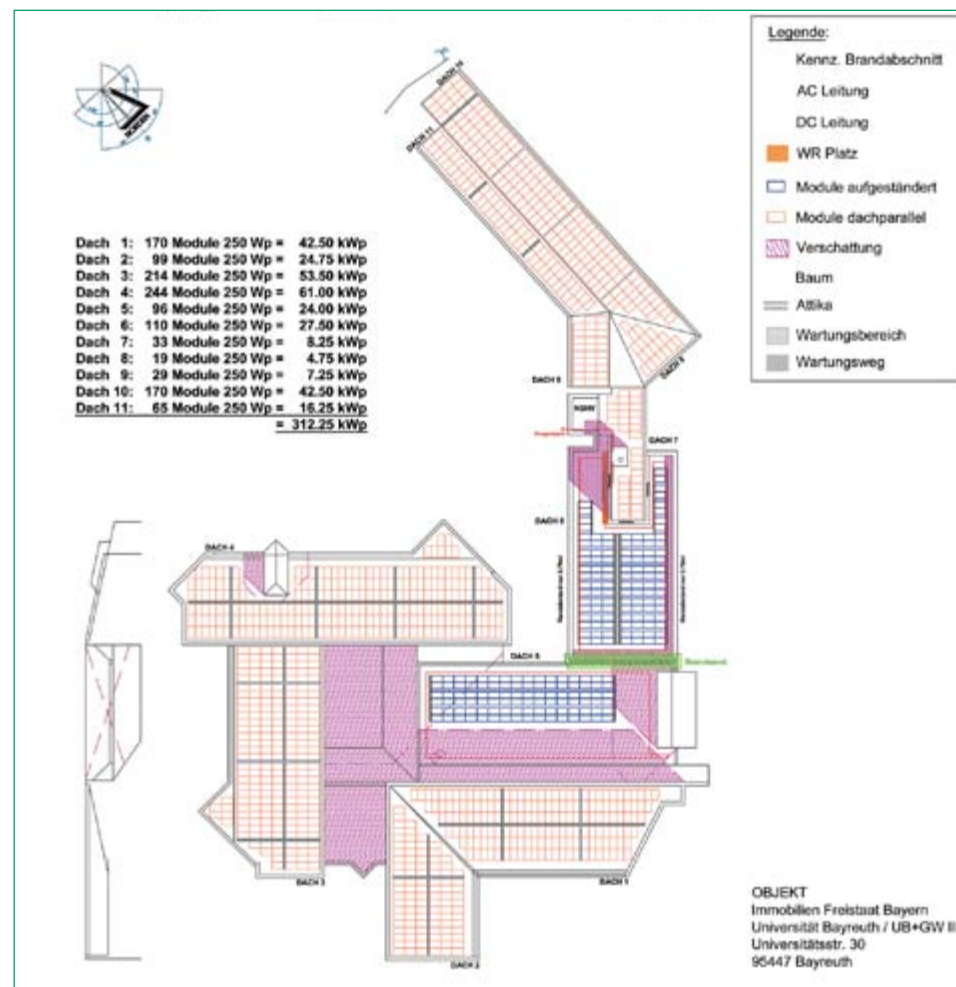 Legende:
Kennz. Brandabschnitt
AC Leitung
DC Leitung
WR Platz
Module aufgeständert
Module dachparallel
Verschattung
Baum
Attika
Wartungsbereich
Wartungsweg
NORDEN
Dach 1: 170 Module 250 Wp = 42.50 kWp
Dach 2: 99 Module 250 Wp = 24.75 kWp
Dach 3: 214 Module 250 Wp = 53.50 kWp
Dach 4: 244 Module 250 Wp = 61.00 kWp
Dach 5: 96 Module 250 Wp = 24.00 kWp
Dach 6: 110 Module 250 Wp = 27.50 kWp
Dach 7: 33 Module 250 Wp = 8.25 kWp
Dach 8: 19 Module 250 Wp = 4.75 kWp
Dach 9: 29 Module 250 Wp = 7.25 kWp
Dach 10: 170 Module 250 Wp = 42.50 kWp
Dach 11: 65 Module 250 Wp = 16.25 kWp
= 312.25 kWp
DACH 10
DACH 11
DACH
DACH
DACH 7
DACH
DACH 4
DACH
DACH 3
DACH 1
DACH 2
OBJEKT
Immobilien Freistaat Bayern
Universität Bayreuth / UB+GW II
Universitätsstr. 30
95447 Bayreuth